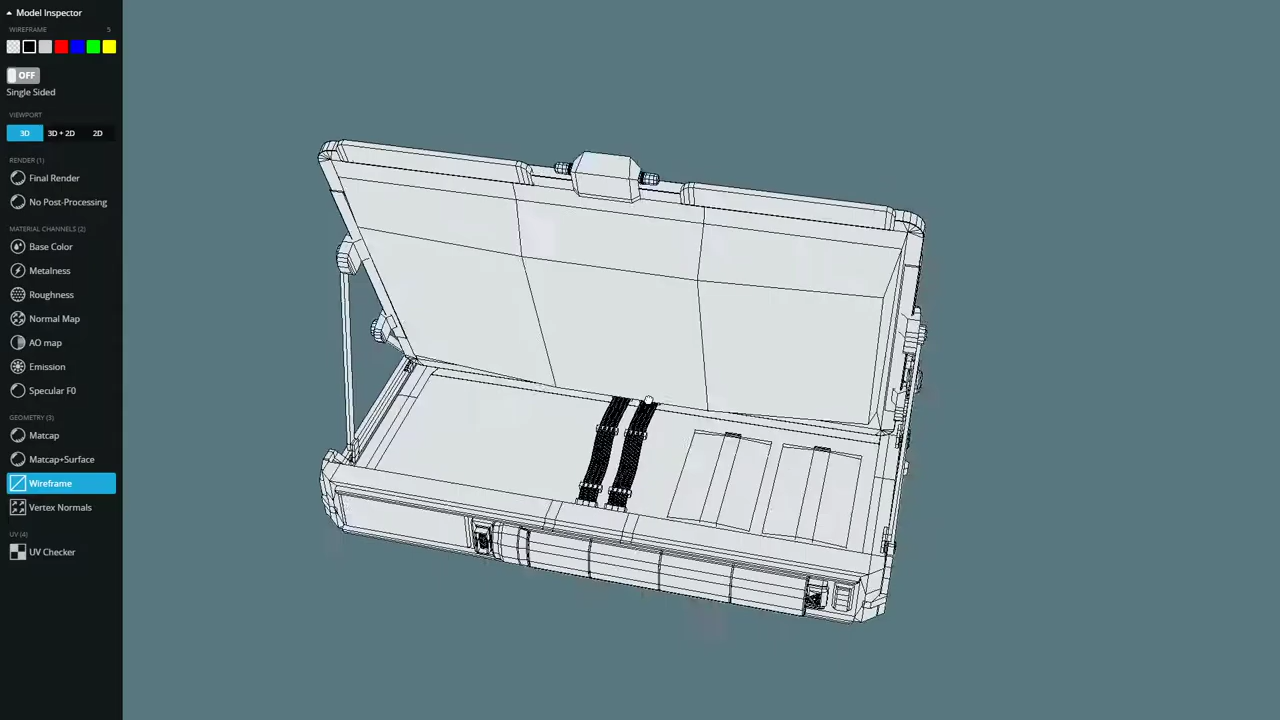 Model Inspector
WIREFRAME 5
OFF
Single Sided
VIEWPORT
3D 3D + 2D 2D
RENDER (1)
Final Render
No Post-Processing
MATERIAL CHANNELS (2)
Base Color
Metalness
Roughness
Normal Map
AO map
Emission
Specular F0
GEOMETRY (3)
Matcap
Matcap+Surface
Wireframe
Vertex Normals
UV (4)
UV Checker